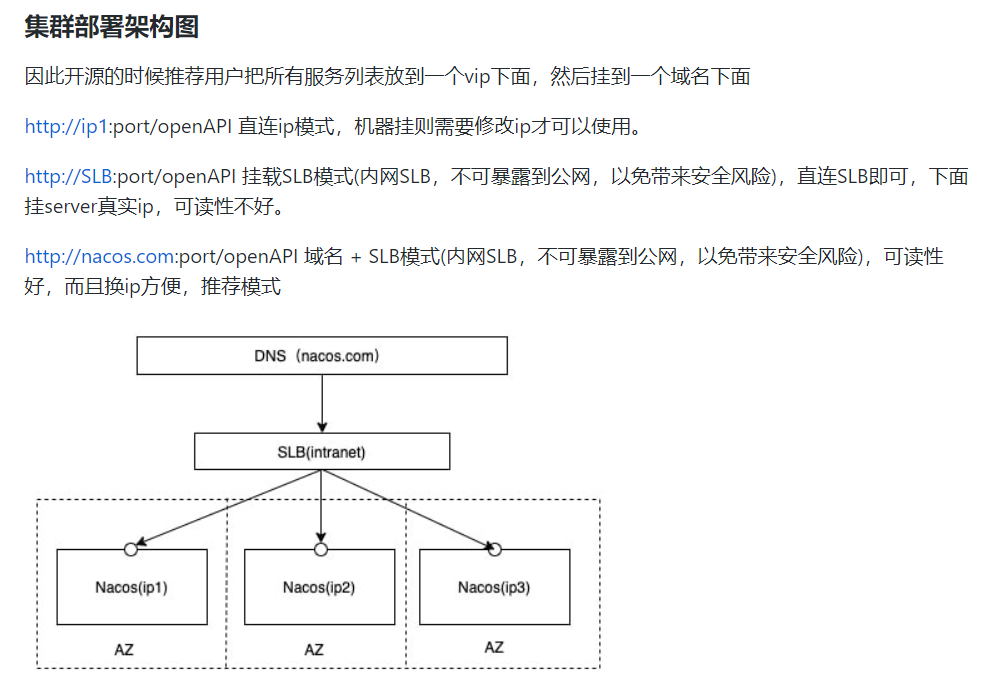 集群部署架构图
因此开源的时候推荐用户把所有服务列表放到一个vip下面，然后挂到一个域名下面
http://ip1:port/openAPI 直连ip模式，机器挂则需要修改ip才可以使用。
http://SLB:port/openAPI 挂载SLB模式(内网SLB，不可暴露到公网，以免带来安全风险)，直连SLB即可，下面
挂server真实ip，可读性不好。
http://nacos.com:port/openAPI 域名 + SLB模式(内网SLB，不可暴露到公网，以免带来安全风险)，可读性
好，而且换ip方便，推荐模式
DNS（nacos.com）
SLB(intranet)
Nacos(ip1)
Nacos(ip2)
Nacos(ip3)
AZ
AZ
AZ